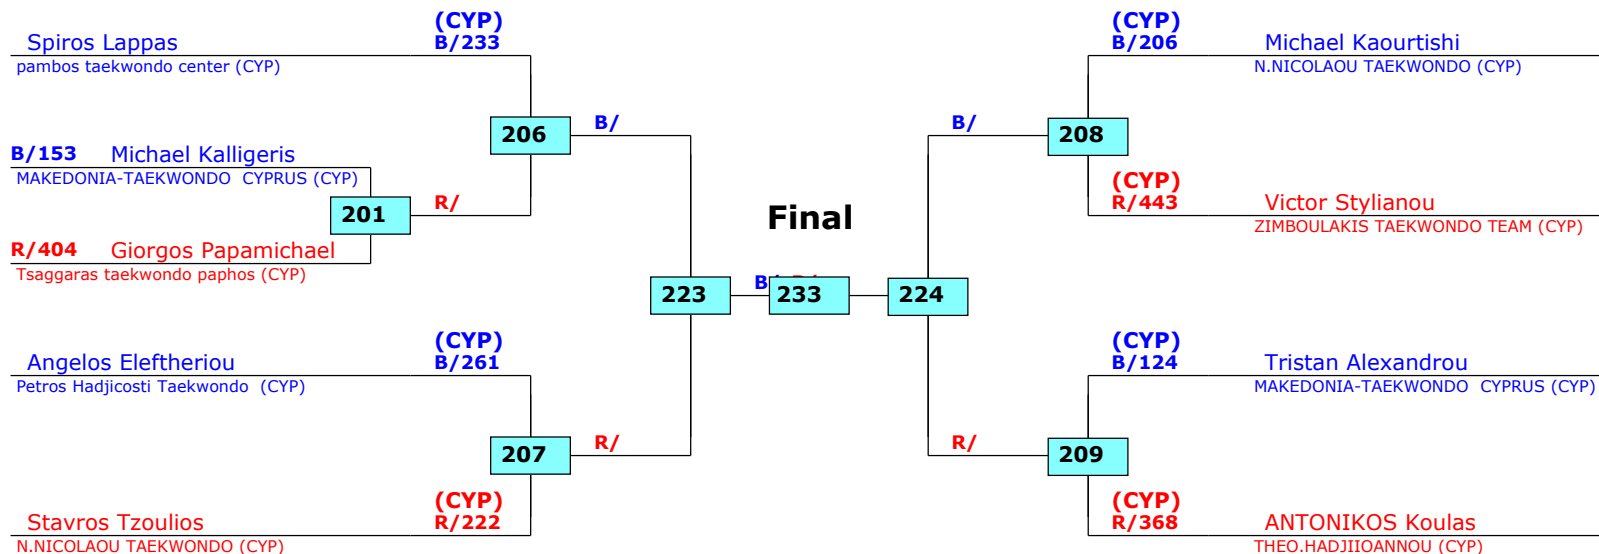 (CYP)
Spiros Lappas B/233
pambos taekwondo center (CYP)
206 B/
B/153 Michael Kalligeris
MAKEDONIA-TAEKWONDO CYPRUS (CYP)
201 R/
R/404 Giorgos Papamichael
Tsaggaras taekwondo paphos (CYP)
223
(CYP)
Angelos Eleftheriou B/261
Petros Hadjicosti Taekwondo (CYP)
207 R/
(CYP)
Stavros Tzoulios R/222
N.NICOLAOU TAEKWONDO (CYP)
Final
B/ 233
(CYP)
B/206 Michael Kaourtishi
N.NICOLAOU TAEKWONDO (CYP)
B/ 208
(CYP)
R/443 Victor Stylianou
ZIMBOULAKIS TAEKWONDO TEAM (CYP)
224
(CYP)
B/124 Tristan Alexandrou
MAKEDONIA-TAEKWONDO CYPRUS (CYP)
R/ 209
(CYP)
R/368 ANTONIKOS Koulas
THEO.HADJIIOANNOU (CYP)